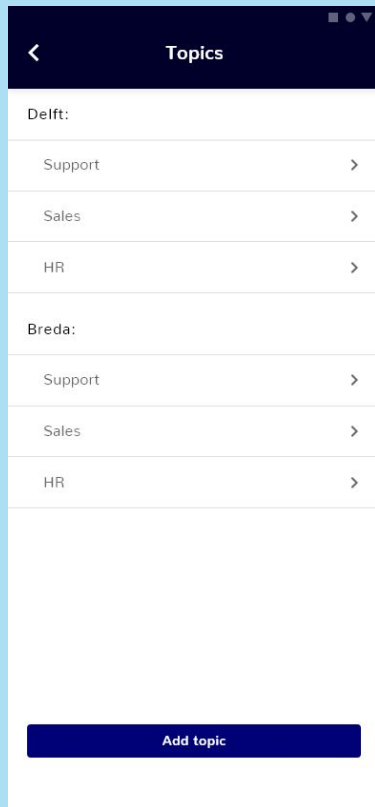 Topics
Delft:
Support
Sales
HR
Breda:
Support
Sales
HR
Add topic